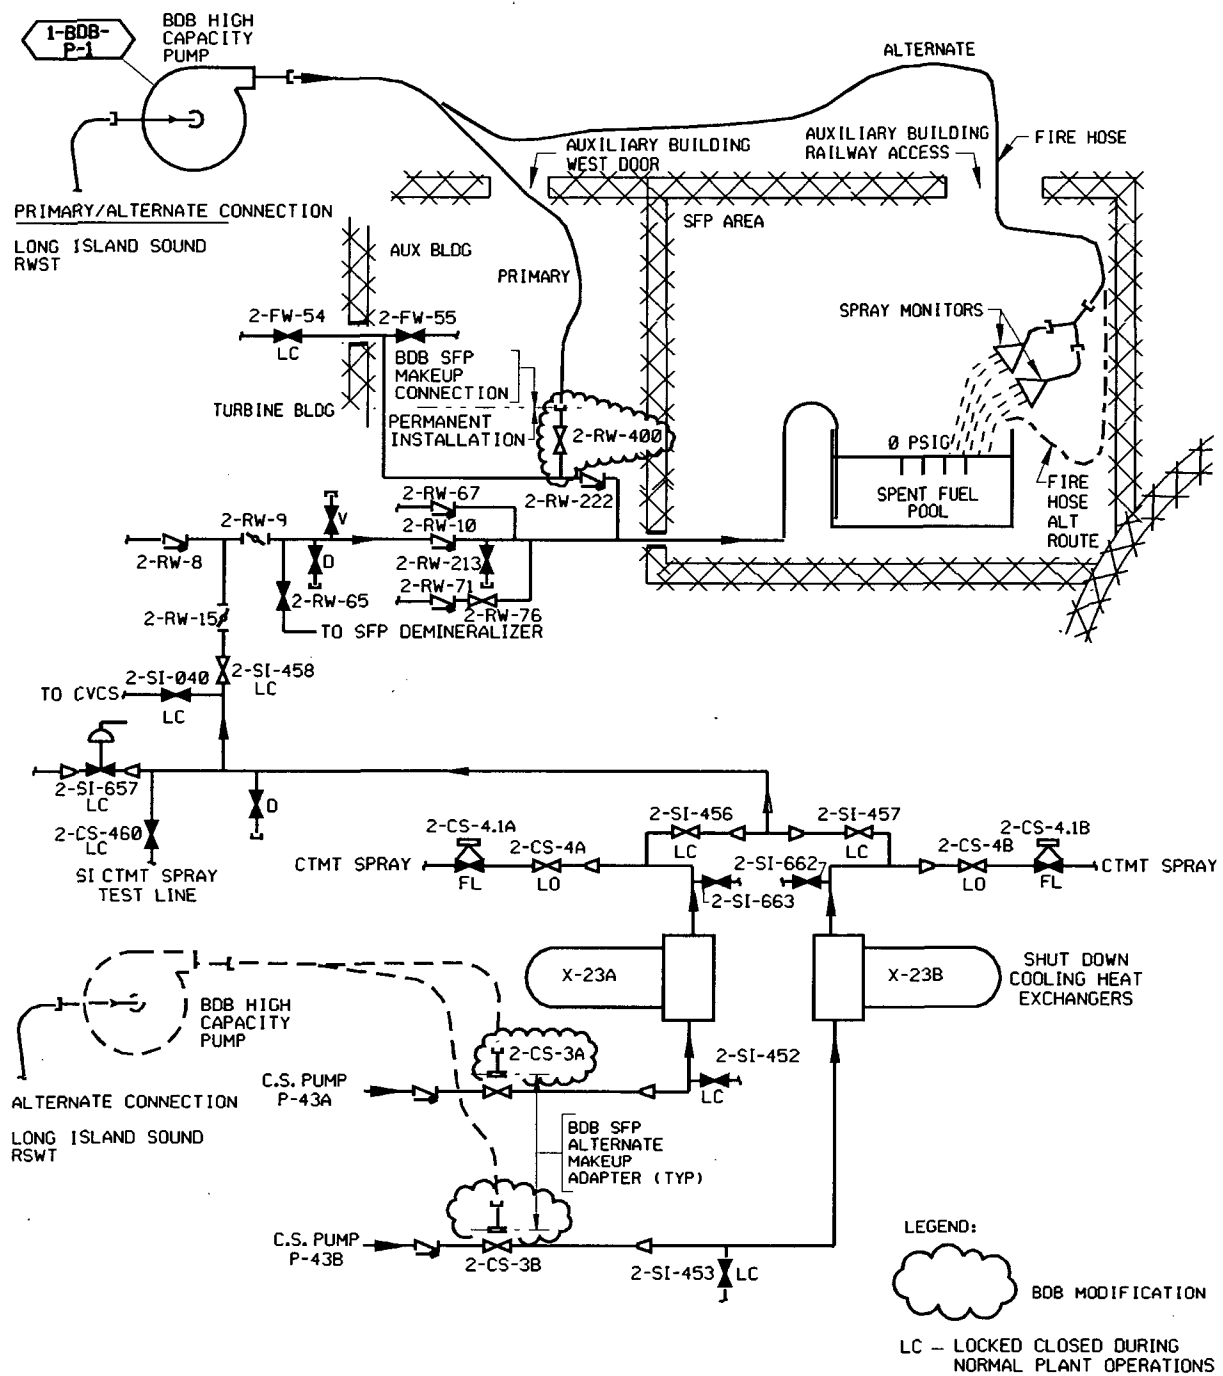 1-BDB-
P-1
BDB HIGH
CAPACITY
PUMP
ALTERNATE
AUXILIARY BUILDING
WEST DOOR
AUXILIARY BUILDING
RAILWAY ACCESS
FIRE HOSE
PRIMARY/ALTERNATE CONNECTION
LONG ISLAND SOUND
RWST
SFP AREA
AUX BLDG
PRIMARY
2-FW-54
LC
2-FW-55
SPRAY MONITORS
BDB SFP
MAKEUP
CONNECTION
TURBINE BLDG
PERMANENT
INSTALLATION
2-RW-400
0 PSIG
SPENT FUEL
POOL
FIRE
HOSE
ALT
ROUTE
2-RW-67
2-RW-222
2-RW-9
V
2-RW-10
2-RW-8
D
2-RW-213
2-RW-71
2-RW-65
2-RW-76
2-RW-15
TO SFP DEMINERALIZER
2-SI-040
2-SI-458
LC
TO CVCS
LC
2-SI-657
LC
D
2-CS-460
LC
SI CTMT SPRAY
TEST LINE
2-SI-456
LC
2-SI-457
LC
2-CS-4.1A
2-CS-4A
2-CS-4B
2-CS-4.1B
CTMT SPRAY
FL
LO
2-SI-662
LO
FL
CTMT SPRAY
2-SI-663
X-23A
X-23B
SHUT DOWN
COOLING HEAT
EXCHANGERS
BDB HIGH
CAPACITY
PUMP
2-CS-3A
2-SI-452
LC
C.S. PUMP
P-43A
ALTERNATE CONNECTION
LONG ISLAND SOUND
RSWT
BDB SFP
ALTERNATE
MAKEUP
ADAPTER (TYP)
C.S. PUMP
P-43B
2-CS-3B
2-SI-453
LC
LEGEND:
BDB MODIFICATION
LC - LOCKED CLOSED DURING
NORMAL PLANT OPERATIONS